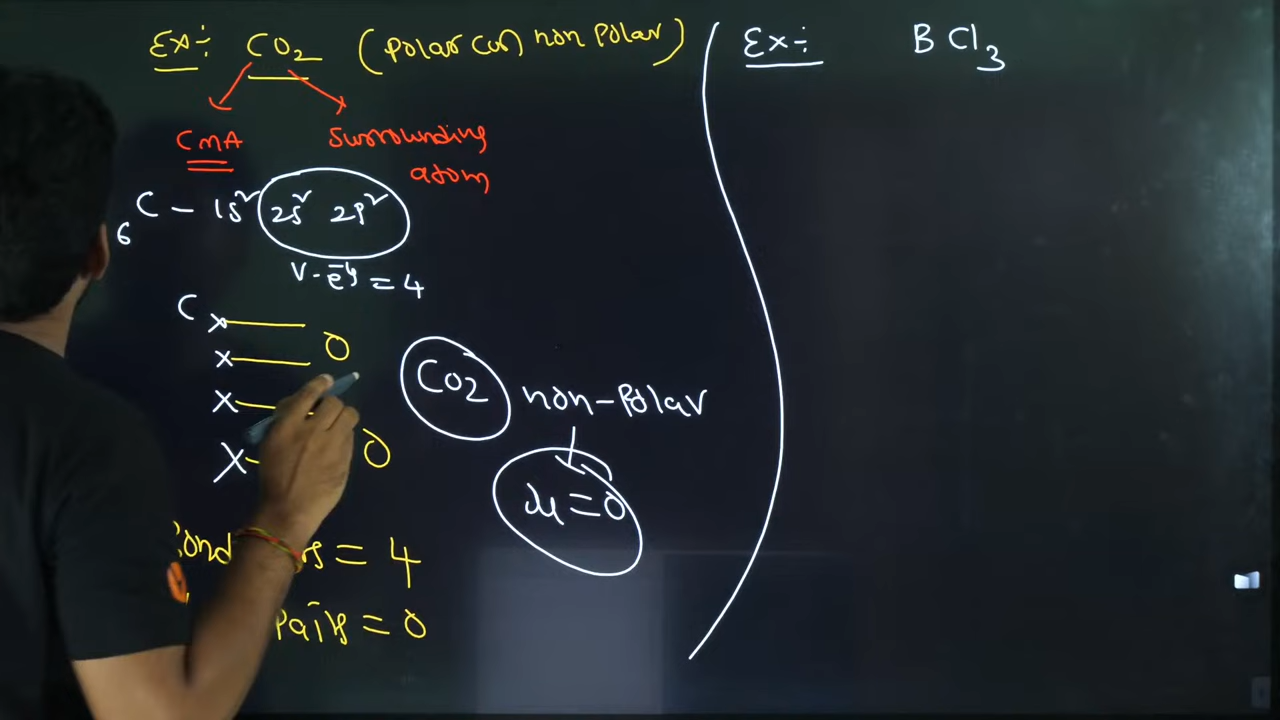 Ex:- CO2 (Polar (or) non Polar)
CMA
Surrounding
atom
6C - 1s² 2s² 2p²
V-e⁻s = 4
C x
x O
x
x O
CO2 non-Polar
μ=0
= 4
Pairs = 0
Ex:- BCl3